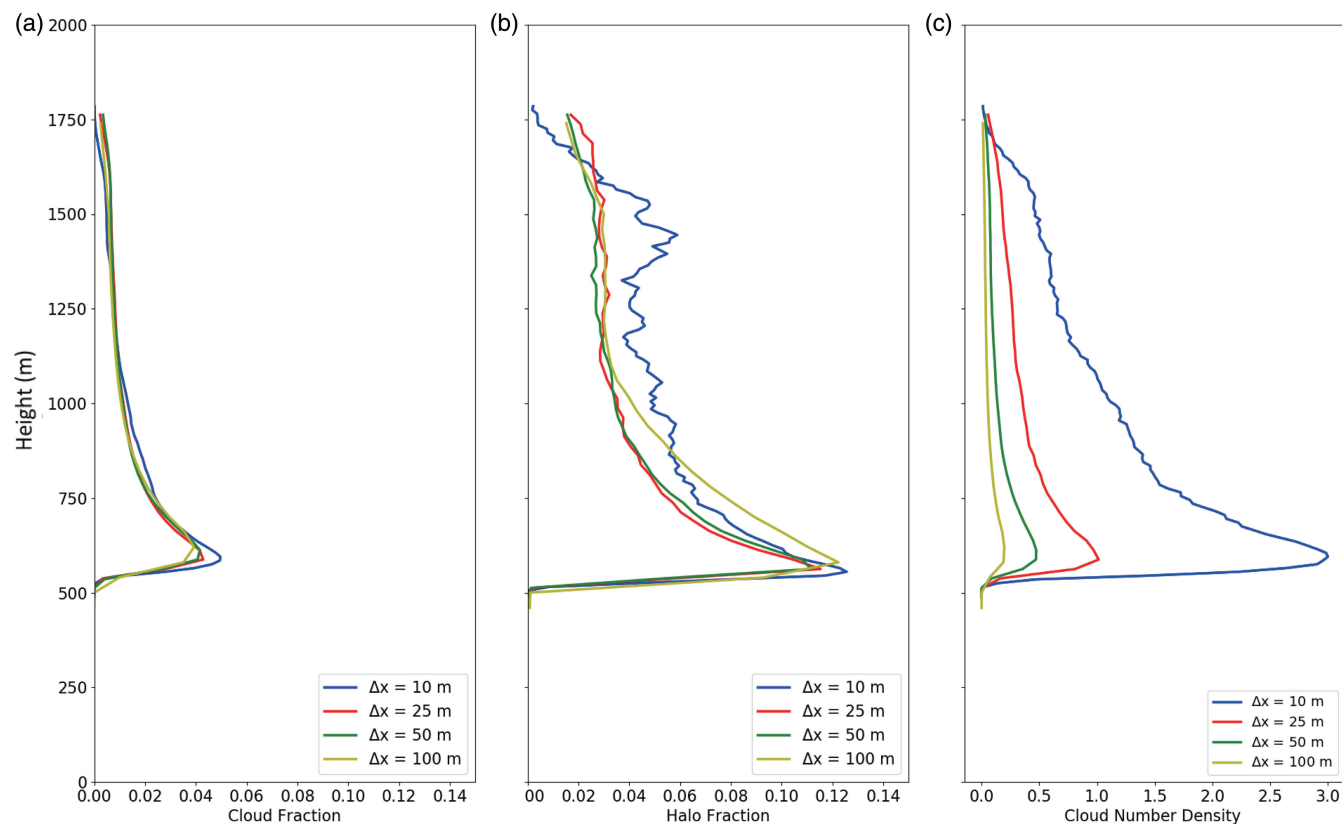 (a)
(b)
(c)
2000
1750
1500
1250
1000
750
500
250
0
Height (m)
0.00 0.02 0.04 0.06 0.08 0.10 0.12 0.14
Cloud Fraction
Δx = 10 m
Δx = 25 m
Δx = 50 m
Δx = 100 m
00 0.02 0.04 0.06 0.08 0.10 0.12 0.14
Halo Fraction
Δx = 10 m
Δx = 25 m
Δx = 50 m
Δx = 100 m
0.0 0.5 1.0 1.5 2.0 2.5 3.0
Cloud Number Density
Δx = 10 m
Δx = 25 m
Δx = 50 m
Δx = 100 m